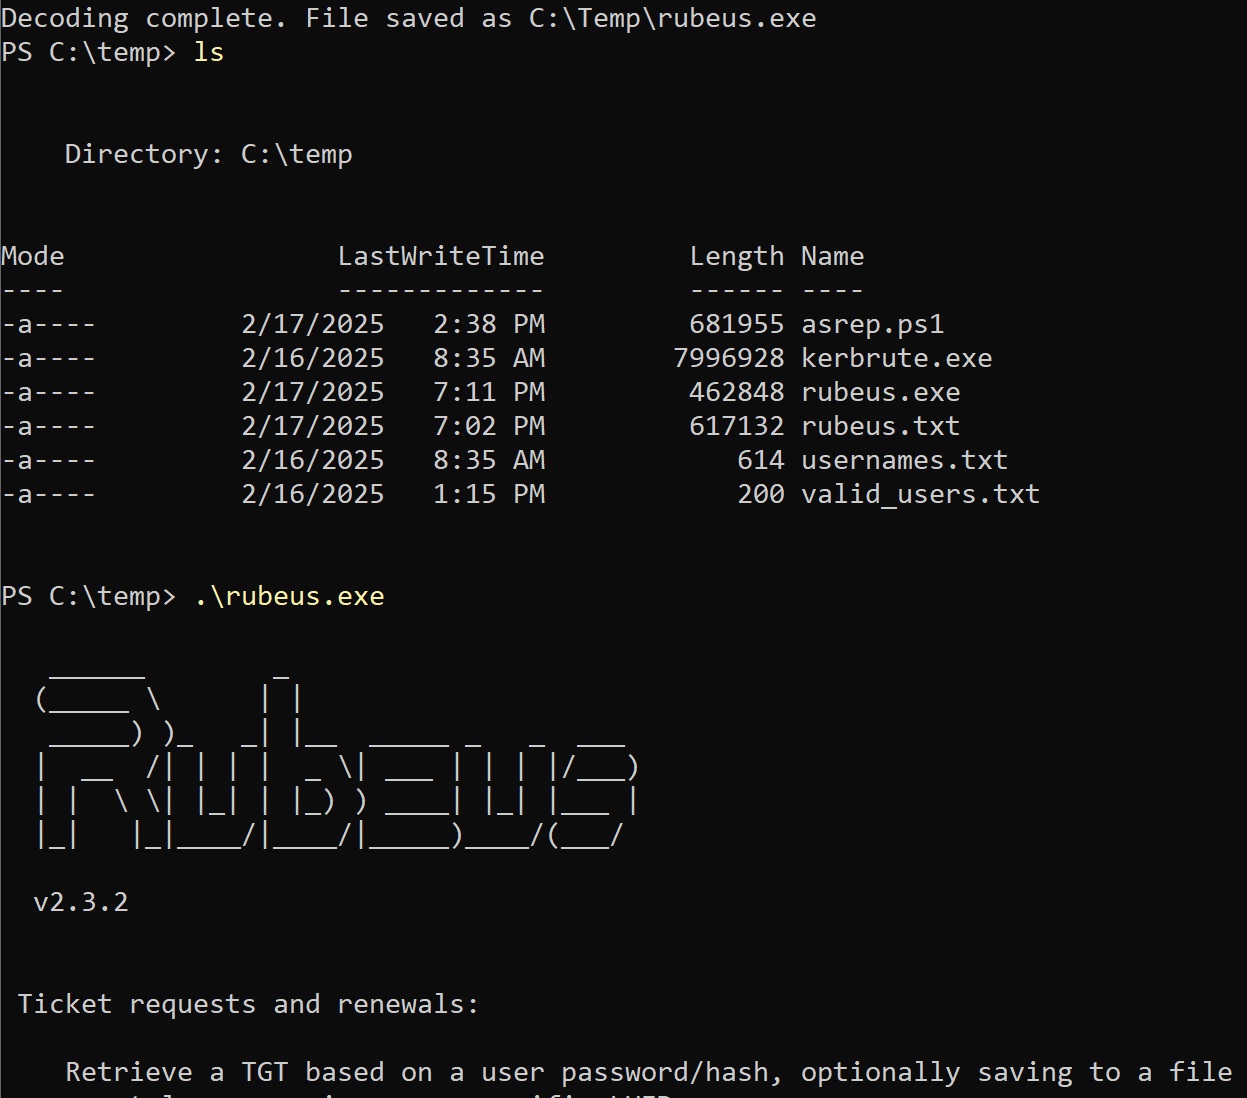 Decoding complete. File saved as C:\Temp\rubeus.exe
PS C:\temp> ls
    Directory: C:\temp
Mode                 LastWriteTime         Length Name
----                 -------------         ------ ----
-a----         2/17/2025   2:38 PM         681955 asrep.ps1
-a----         2/16/2025   8:35 AM        7996928 kerbrute.exe
-a----         2/17/2025   7:11 PM         462848 rubeus.exe
-a----         2/17/2025   7:02 PM         617132 rubeus.txt
-a----         2/16/2025   8:35 AM            614 usernames.txt
-a----         2/16/2025   1:15 PM            200 valid_users.txt
PS C:\temp> .\rubeus.exe
Rubeus
v2.3.2
Ticket requests and renewals:
Retrieve a TGT based on a user password/hash, optionally saving to a file